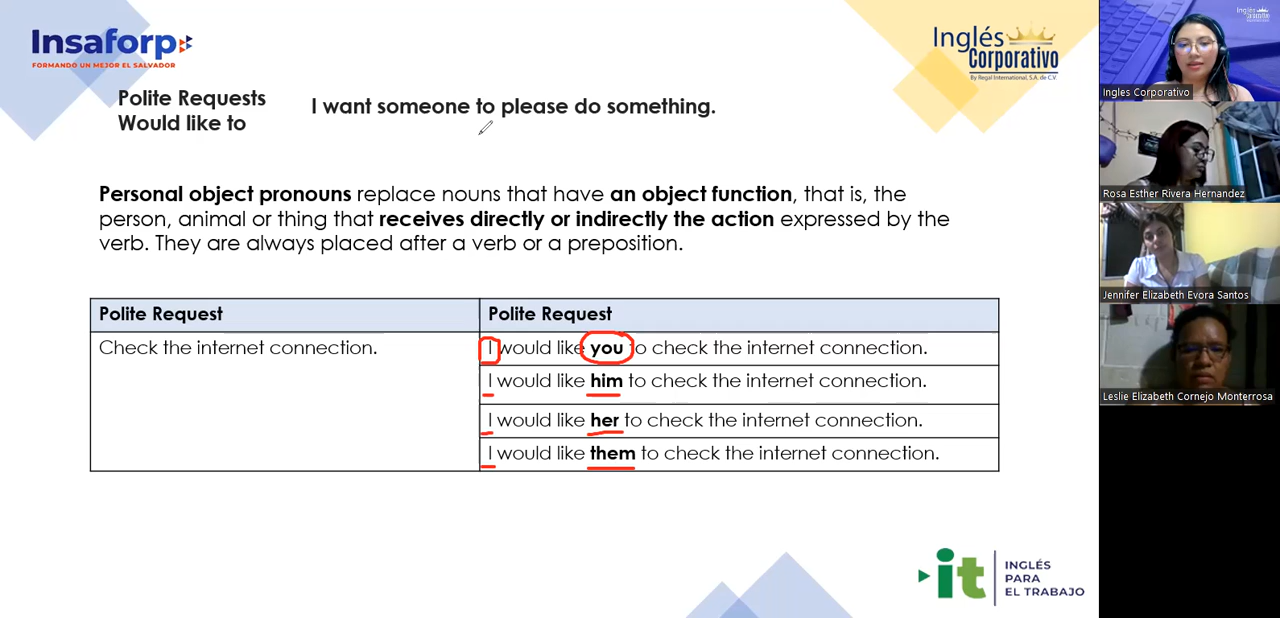 Insaforp
FORMANDO UN MEJOR EL SALVADOR
Inglés
Corporativo
By Regal International, S.A. de C.V.
Polite Requests
Would like to
I want someone to please do something.
Personal object pronouns replace nouns that have an object function, that is, the
person, animal or thing that receives directly or indirectly the action expressed by the
verb. They are always placed after a verb or a preposition.
Polite Request
Polite Request
Check the internet connection.
I would like you to check the internet connection.
I would like him to check the internet connection.
I would like her to check the internet connection.
I would like them to check the internet connection.
it
INGLÉS
PARA
EL TRABAJO
Inglés
Corporativo
Ingles Corporativo
Rosa Esther Rivera Hernandez
Jennifer Elizabeth Evora Santos
Leslie Elizabeth Cornejo Monterrosa